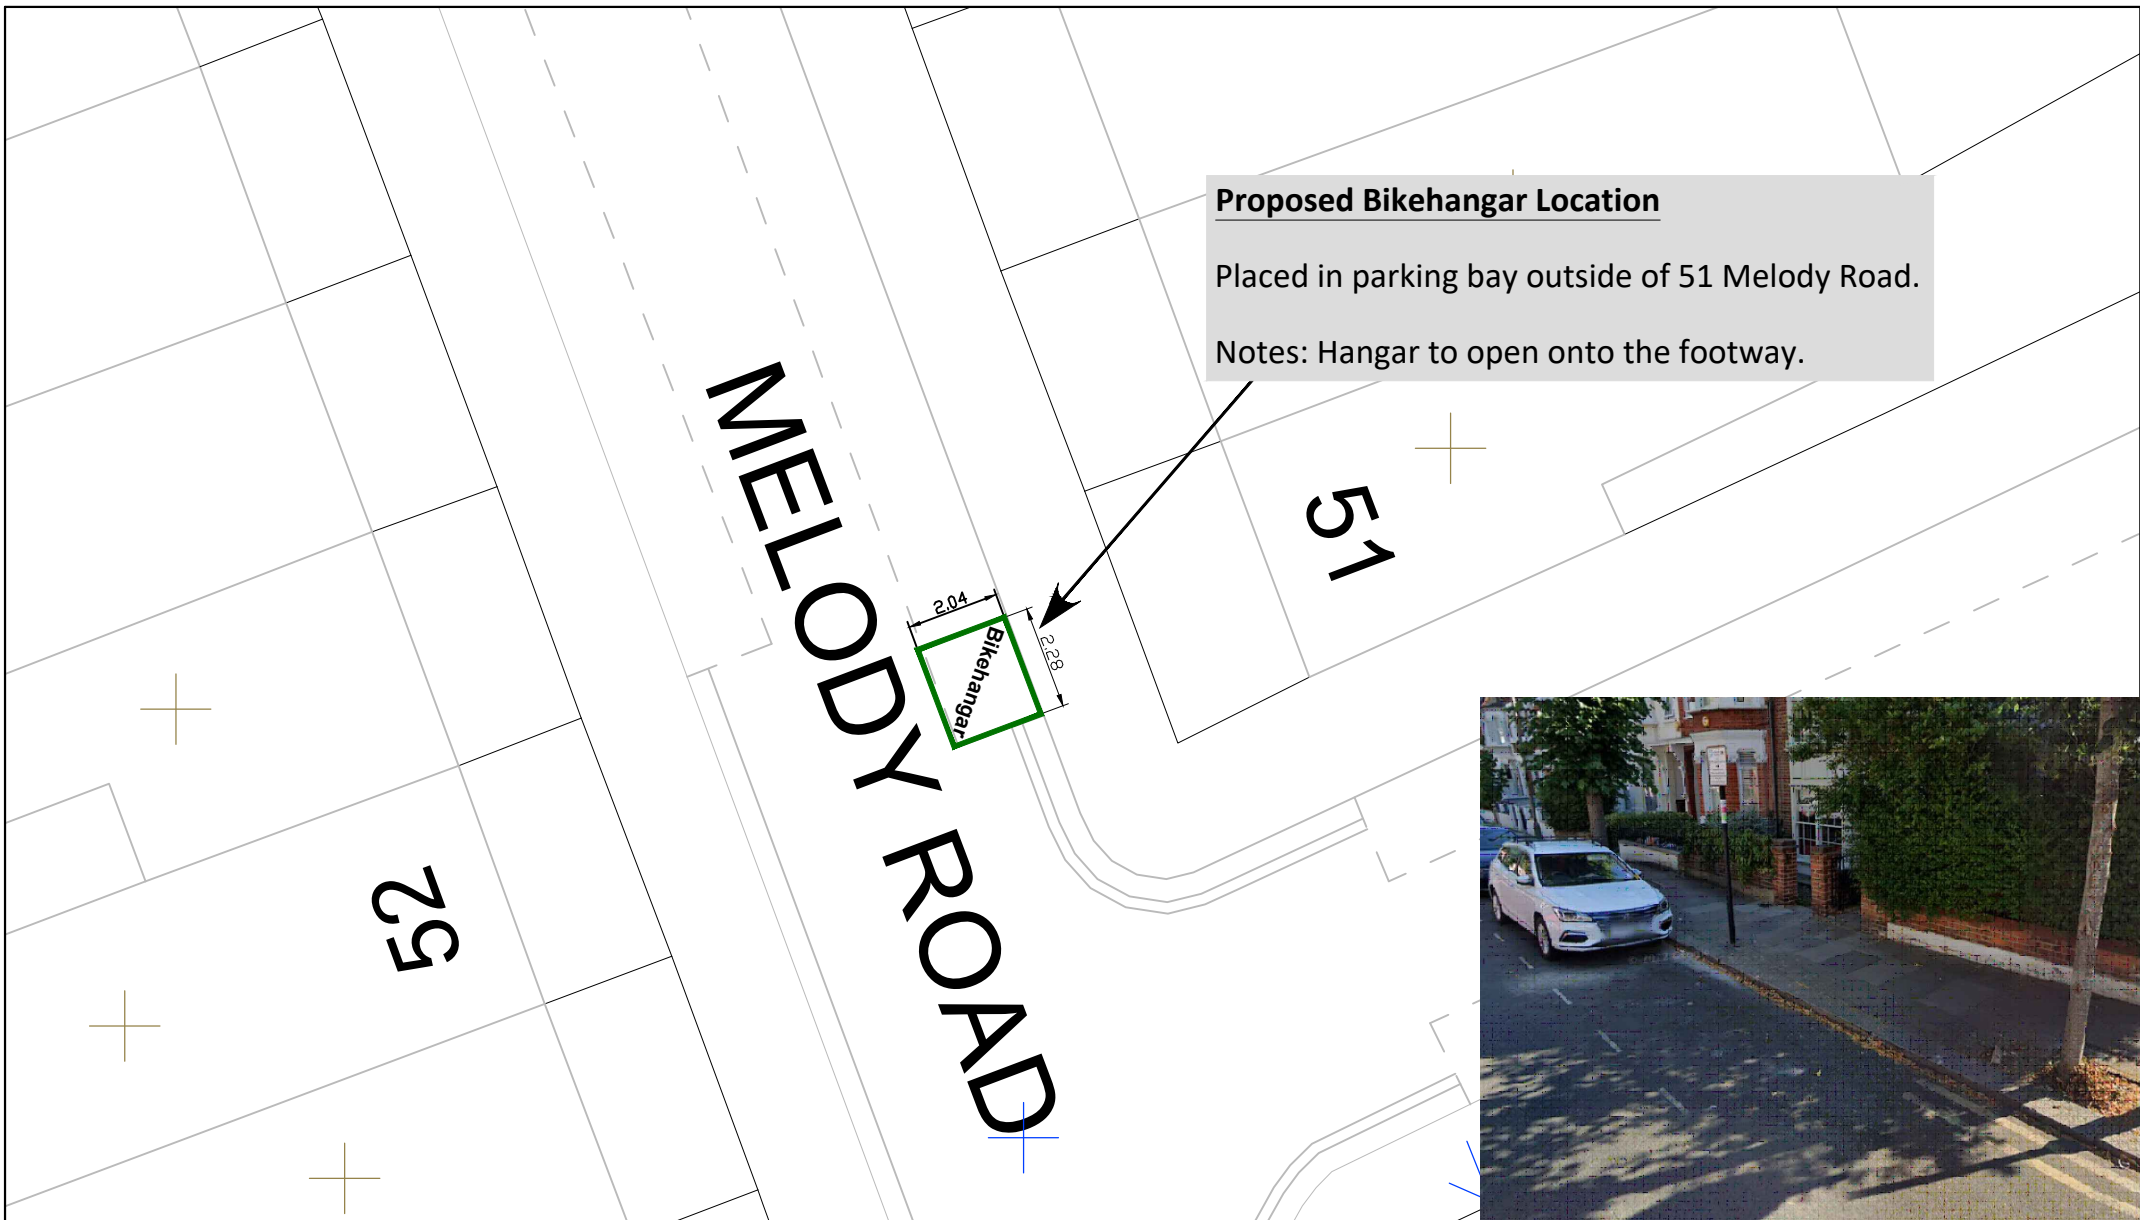 Proposed Bikehangar Location
Placed in parking bay outside of 51 Melody Road.
Notes: Hangar to open onto the footway.
MELODY ROAD
51
2.04
2.28
Bikehangar
52